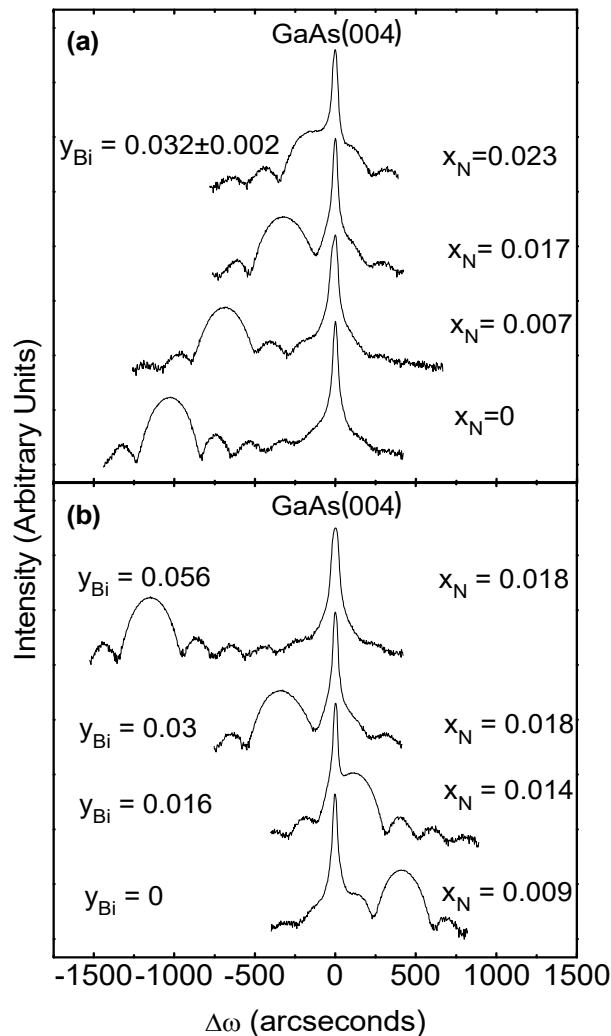 (a)
GaAs(004)
y_Bi = 0.032±0.002
x_N=0.023
x_N= 0.017
x_N= 0.007
x_N=0
Intensity (Arbitrary Units)
(b)
GaAs(004)
y_Bi = 0.056
x_N = 0.018
y_Bi = 0.03
x_N = 0.018
y_Bi = 0.016
x_N = 0.014
y_Bi = 0
x_N = 0.009
-1500 -1000 -500 0 500 1000 1500
Δω (arcseconds)